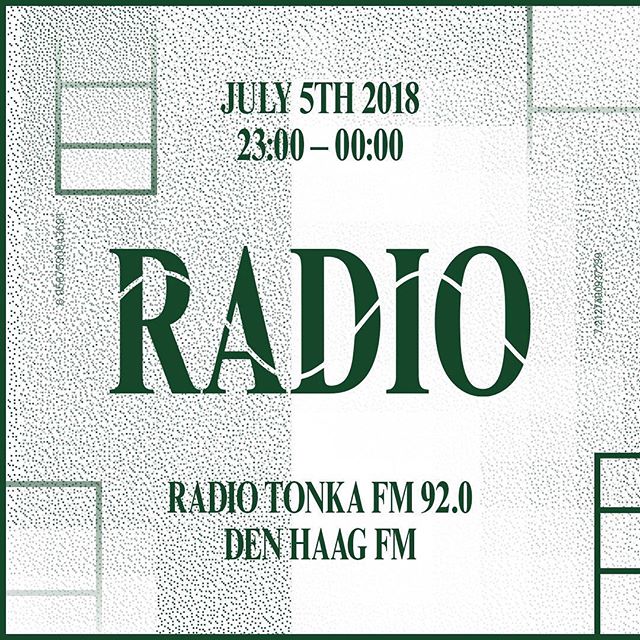 JULY 5TH 2018
23:00 – 00:00
RADIO
RADIO TONKA FM 92.0
DEN HAAG FM